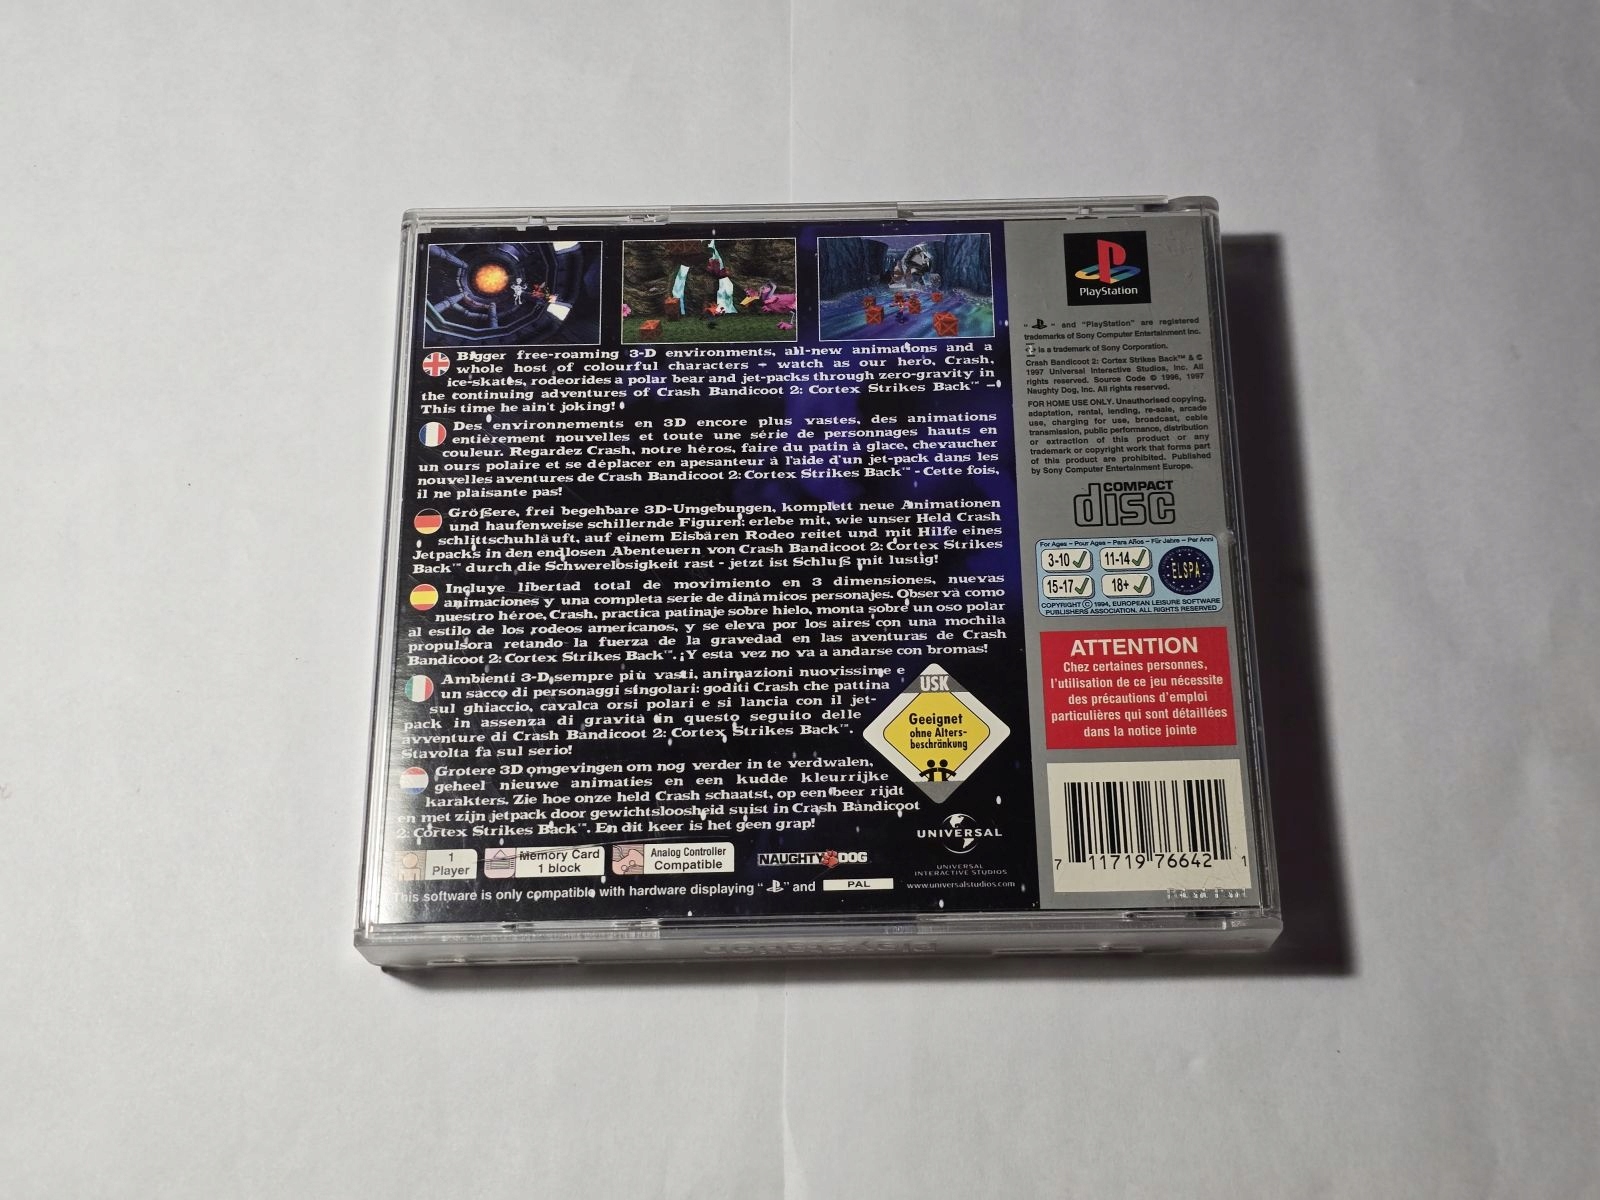 Bigger free-roaming 3-D environments, all-new animations and a
whole host of colourful characters - watch as our hero, Crash,
ice-skates, rodeorides a polar bear and jet-packs through zero-gravity in
the continuing adventures of Crash Bandicoot 2: Cortex Strikes Back™ –
This time he ain't joking!
Des environnements en 3D encore plus vastes, des animations
entièrement nouvelles et toute une série de personnages hauts en
couleur. Regardez Crash, notre héros, faire du patin à glace, chevaucher
un ours polaire et se déplacer en apesanteur à l'aide d'un jet-pack dans les
nouvelles aventures de Crash Bandicoot 2: Cortex Strikes Back™ - Cette fois,
il ne plaisante pas!
Größere, frei begehbare 3D-Umgebungen, komplett neue Animationen
und haufenweise schillernde Figuren: erlebe mit, wie unser Held Crash
schlittschuhläuft, auf einem Eisbären Rodeo reitet und mit Hilfe eines
Jetpacks in den endlosen Abenteuern von Crash Bandicoot 2: Cortex Strikes
Back™ durch die Schwerelosigkeit rast - jetzt ist Schluß mit lustig!
Incluye libertad total de movimiento en 3 dimensiones, nuevas
animaciones y una completa serie de dinámicos personajes. Observa como
nuestro héroe, Crash, practica patinaje sobre hielo, monta sobre un oso polar
al estilo de los rodeos americanos, y se eleva por los aires con una mochila
propulsora retando la fuerza de la gravedad en las aventuras de Crash
Bandicoot 2: Cortex Strikes Back™. ¡Y esta vez no va a andarse con bromas!
Ambienti 3-D sempre più vasti, animazioni nuovissime e
un sacco di personaggi singolari: goditi Crash che pattina
sul ghiaccio, cavalca orsi polari e si lancia con il jet-
pack in assenza di gravità in questo seguito delle
avventure di Crash Bandicoot 2: Cortex Strikes Back™.
Stavolta fa sul serio!
Grotere 3D omgevingen om nog verder in te verdwalen,
geheel nieuwe animaties en een kudde kleurrijke
karakters. Zie hoe onze held Crash schaatst, op een beer rijdt
en met zijn jetpack door gewichtsloosheid suist in Crash Bandicoot
2: Cortex Strikes Back™. En dit keer is het geen grap!
USK
Geeignet
ohne Alters-
beschränkung
1
Player
Memory Card
1 block
Analog Controller
Compatible
NAUGHTY DOG
UNIVERSAL
UNIVERSAL
INTERACTIVE STUDIOS
www.universalstudios.com
This software is only compatible with hardware displaying " " and PAL
PlayStation
" " and "PlayStation" are registered
trademarks of Sony Computer Entertainment Inc.
is a trademark of Sony Corporation.
Crash Bandicoot 2: Cortex Strikes Back™ & ©
1997 Universal Interactive Studios, Inc. All
rights reserved. Source Code © 1996, 1997
Naughty Dog, Inc. All rights reserved.
FOR HOME USE ONLY. Unauthorised copying,
adaptation, rental, lending, re-sale, arcade
use, charging for use, broadcast, cable
transmission, public performance, distribution
or extraction of this product or any
trademark or copyright work that forms part
of this product are prohibited. Published
by Sony Computer Entertainment Europe.
COMPACT
disc
For Ages – Pour Ages – Para Años – Für Jahre – Per Anni
3-10 11-14
15-17 18+
ELSPA
COPYRIGHT © 1994, EUROPEAN LEISURE SOFTWARE
PUBLISHERS ASSOCIATION. ALL RIGHTS RESERVED
ATTENTION
Chez certaines personnes,
l'utilisation de ce jeu nécessite
des précautions d'emploi
particulières qui sont détaillées
dans la notice jointe
7 11719 76642 1
PlayStation